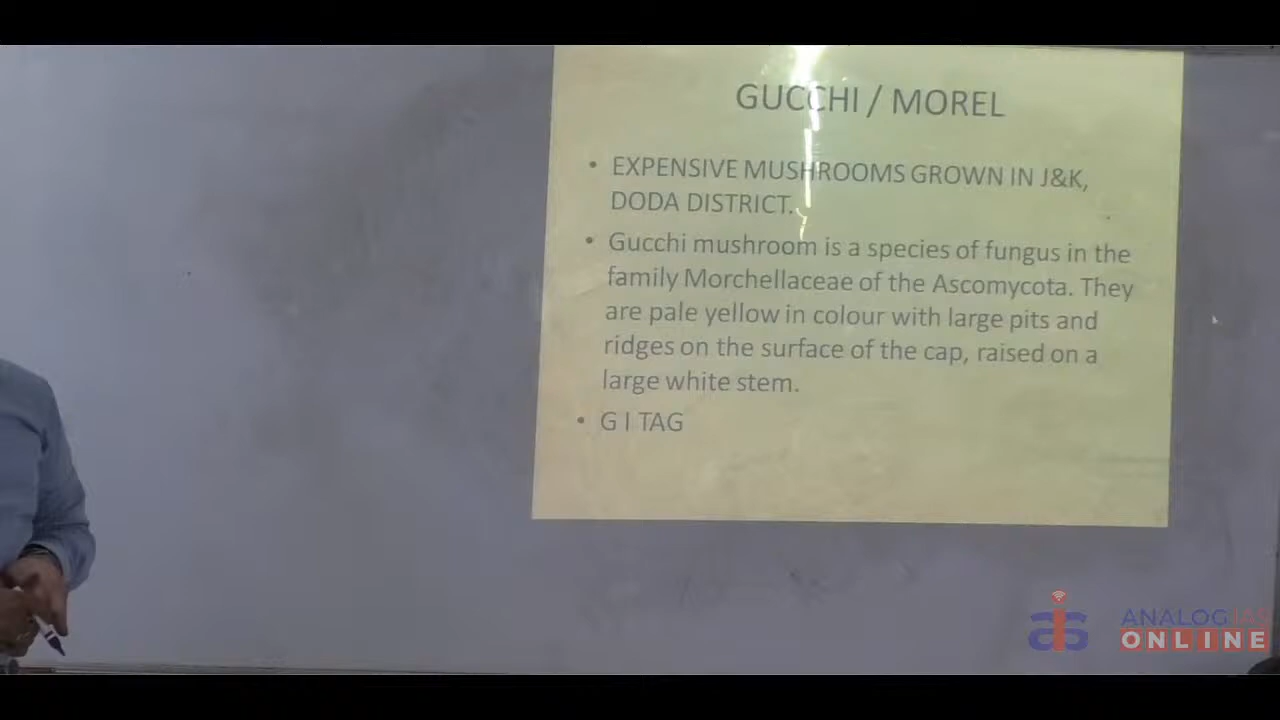 GUCCHI / MOREL
• EXPENSIVE MUSHROOMS GROWN IN J&K,
DODA DISTRICT.
• Gucchi mushroom is a species of fungus in the
family Morchellaceae of the Ascomycota. They
are pale yellow in colour with large pits and
ridges on the surface of the cap, raised on a
large white stem.
• G I TAG
ANALOG IAS
ONLINE